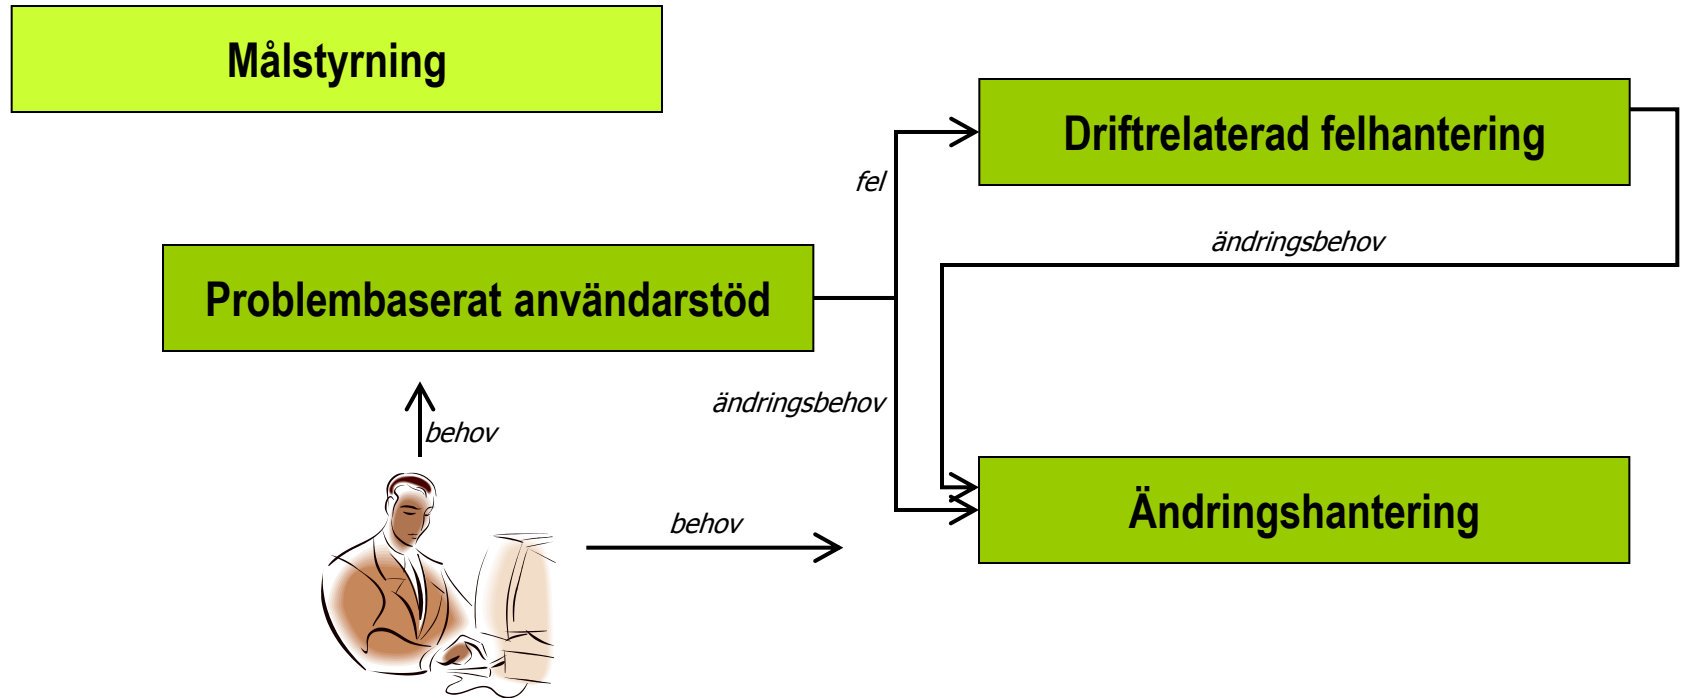 Målstyrning
Driftrelaterad felhantering
fel
ändringsbehov
Problembaserat användarstöd
ändringsbehov
behov
behov
Ändringshantering